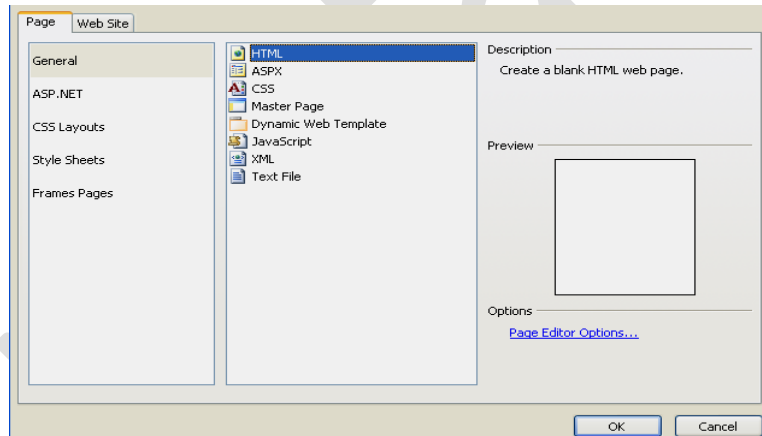 Page
Web Site
General
ASP.NET
CSS Layouts
Style Sheets
Frames Pages
HTML
ASPX
CSS
Master Page
Dynamic Web Template
JavaScript
XML
Text File
Description
Create a blank HTML web page.
Preview
Options
Page Editor Options...
OK
Cancel